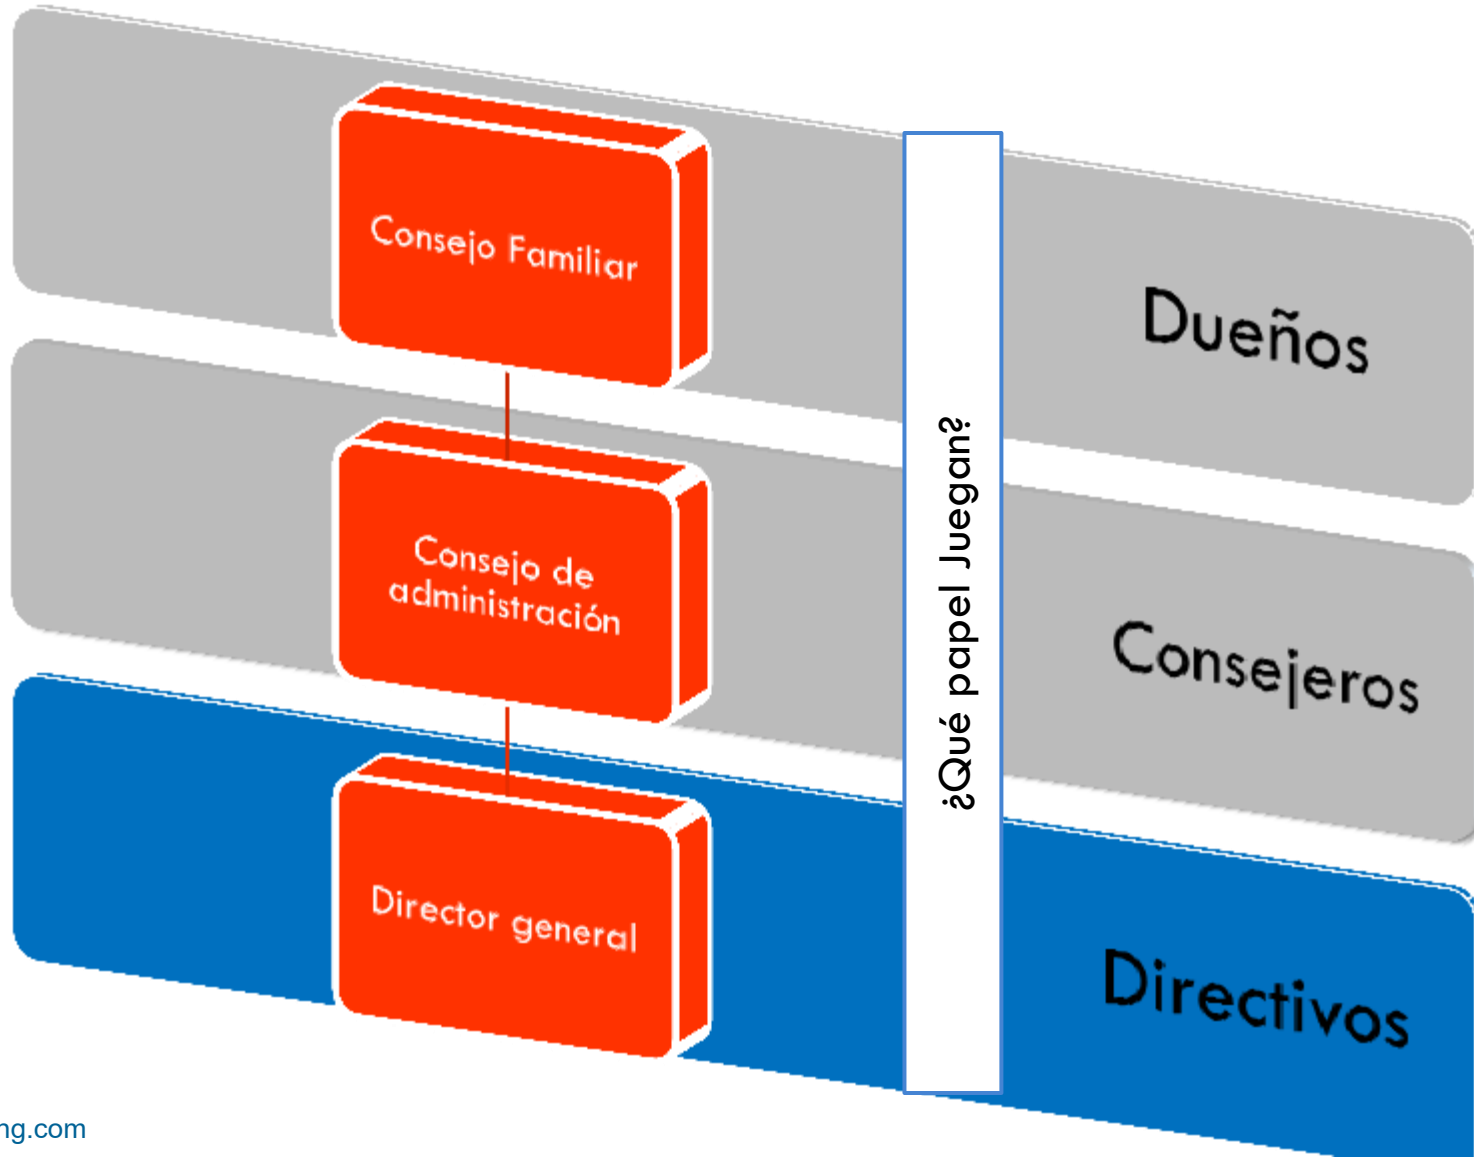 Consejo Familiar
Dueños
¿Qué papel Juegan?
Consejo de
administración
Consejeros
Director general
Directivos
ng.com